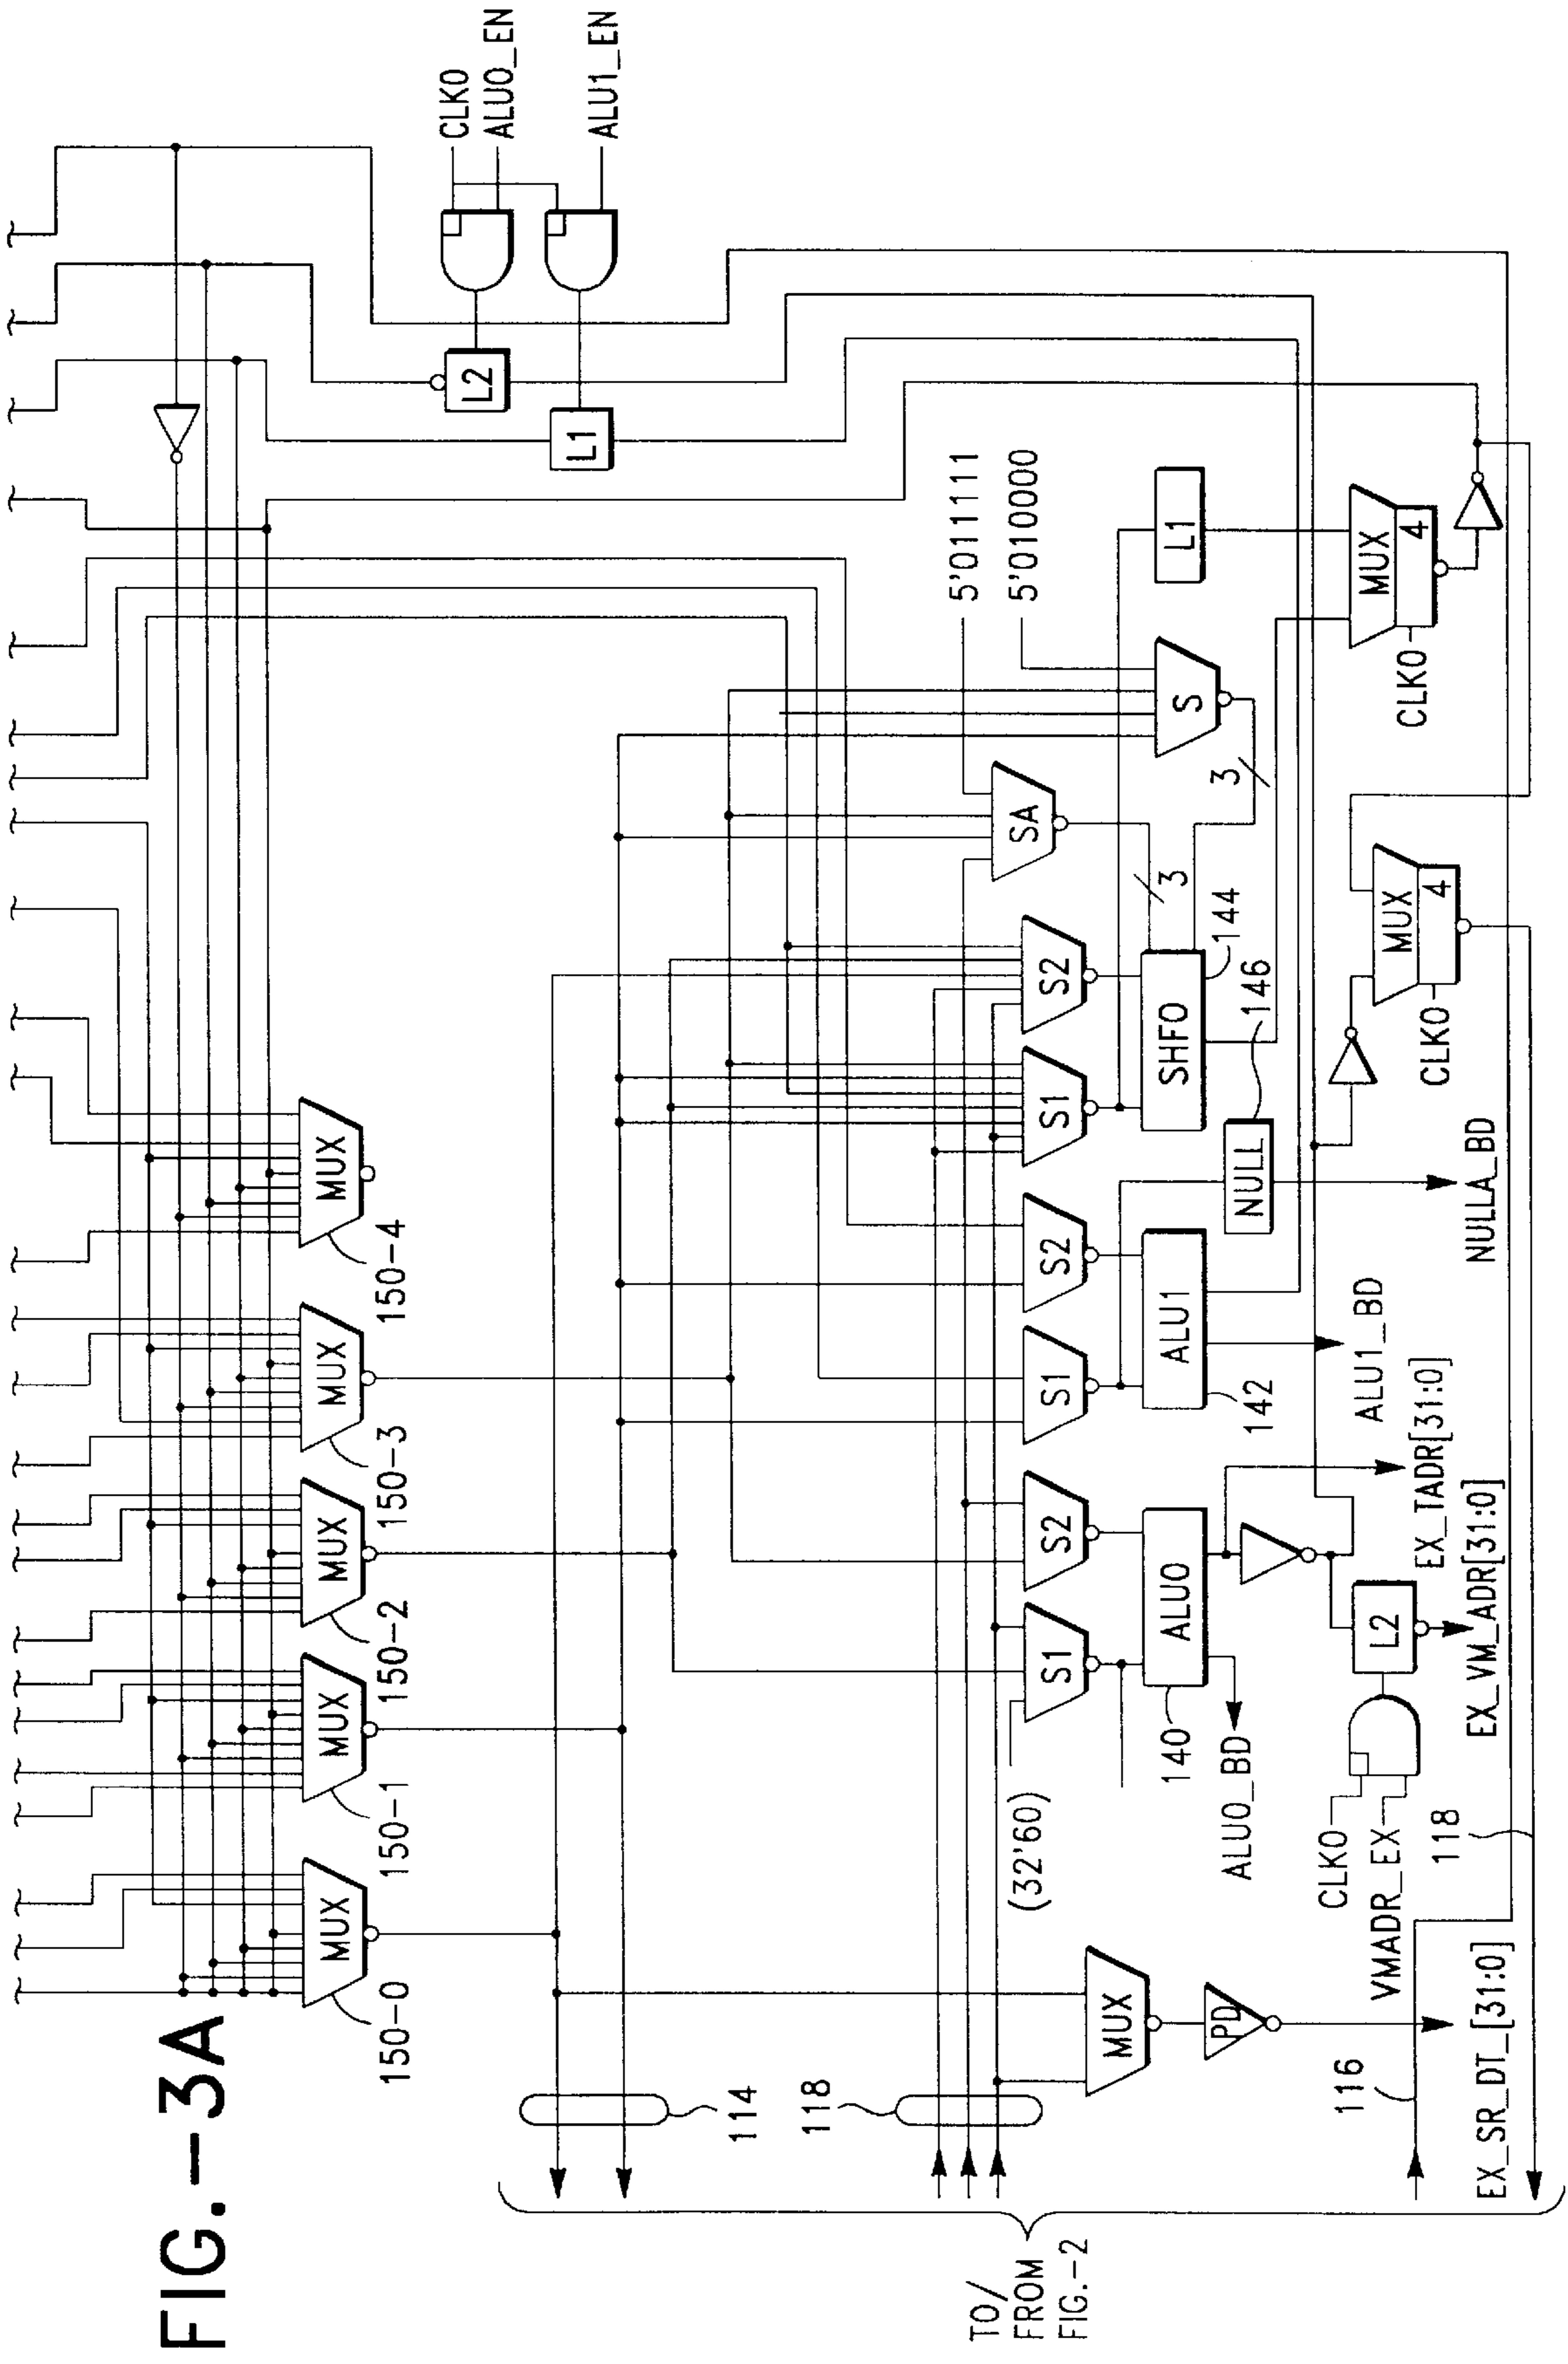 FIG.-3A
CLK0
ALU0_EN
ALU1_EN
L2
L1
MUX
MUX
MUX
MUX
MUX
150-0
150-1
150-2
150-3
150-4
5'011111
5'010000
L1
S
SA
3
3
S2
S1
S2
S1
S2
S1
SHF0
144
NULL
146
ALU1
142
ALU0
140
(32'60)
MUX
4
CLK0
MUX
4
CLK0
NULLA_BD
ALU1_BD
EX_TADR[31:0]
EX_VM_ADR[31:0]
L2
ALU0_BD
CLK0
VMADR_EX
118
MUX
PD
114
118
116
EX_SR_DT_[31:0]
TO/
FROM
FIG.-2